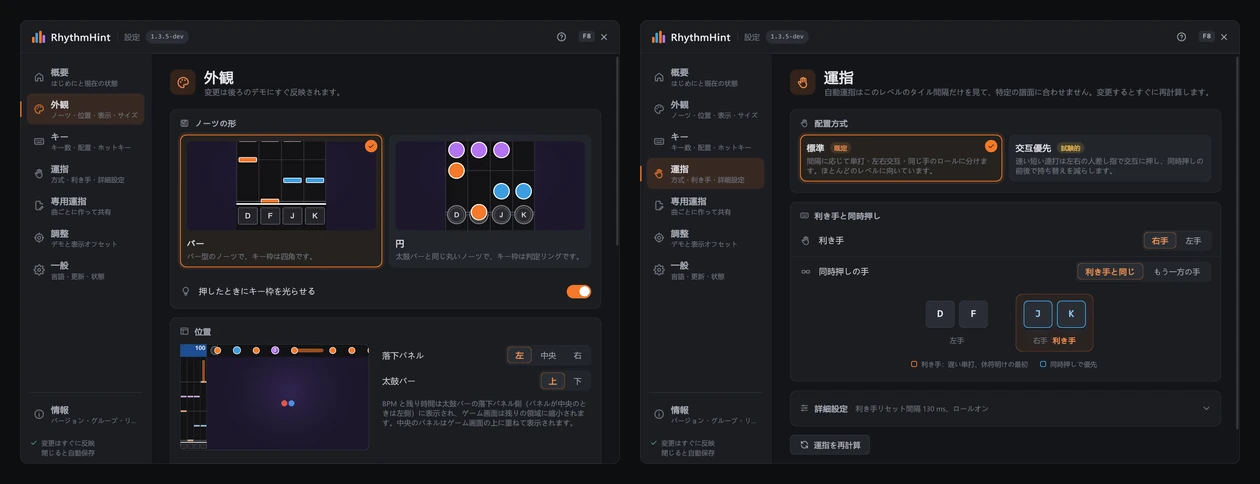 RhythmHint 設定 1.3.5-dev F8
概要
はじめにと現在の状態
外観
ノーツ・位置・表示・サイズ
キー
キー数・配置・ホットキー
運指
方式・利き手・詳細設定
専用運指
曲ごとに作って共有
調整
デモと表示オフセット
一般
言語・更新・状態
情報
バージョン・グループ・リ...
変更はすぐに反映
閉じると自動保存
外観
変更は後ろのデモにすぐ反映されます。
ノーツの形
D F J K
バー
バー型のノーツで、キー枠は四角です。
D J K
円
太鼓バーと同じ丸いノーツで、キー枠は判定リングです。
押したときにキー枠を光らせる
位置
100
落下パネル 左 中央 右
太鼓バー 上 下
BPM と残り時間は太鼓バーの落下パネル側（パネルが中央のと
きは左側）に表示され、ゲーム画面は残りの領域に縮小されま
す。中央のパネルはゲーム画面の上に重ねて表示されます。
RhythmHint 設定 1.3.5-dev F8
概要
はじめにと現在の状態
外観
ノーツ・位置・表示・サイズ
キー
キー数・配置・ホットキー
運指
方式・利き手・詳細設定
専用運指
曲ごとに作って共有
調整
デモと表示オフセット
一般
言語・更新・状態
情報
バージョン・グループ・リ...
変更はすぐに反映
閉じると自動保存
運指
自動運指はこのレベルのタイル間隔だけを見て、特定の譜面に合わせません。変更するとすぐに再計算します。
配置方式
標準 既定
間隔に応じて単打・左右交互・同じ手のロールに分けま
す。ほとんどのレベルに向いています。
交互優先 試験的
速い短い連打は左右の人差し指で交互に押し、同時押しの
前後で持ち替えを減らします。
利き手と同時押し
利き手 右手 左手
同時押しの手 利き手と同じ もう一方の手
D F J K
左手 右手 利き手
利き手：遅い単打、休符明けの最初 同時押しで優先
詳細設定 利き手リセット間隔 130 ms、ロールオン
運指を再計算